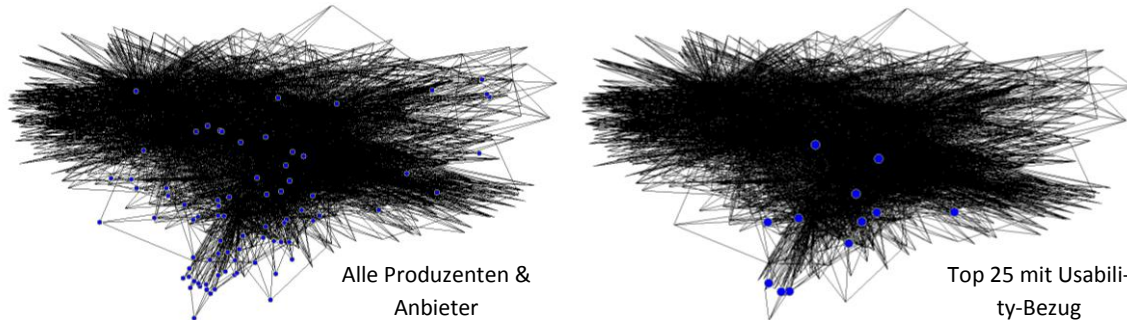 Alle Produzenten &
Anbieter
Top 25 mit Usabili-
ty-Bezug